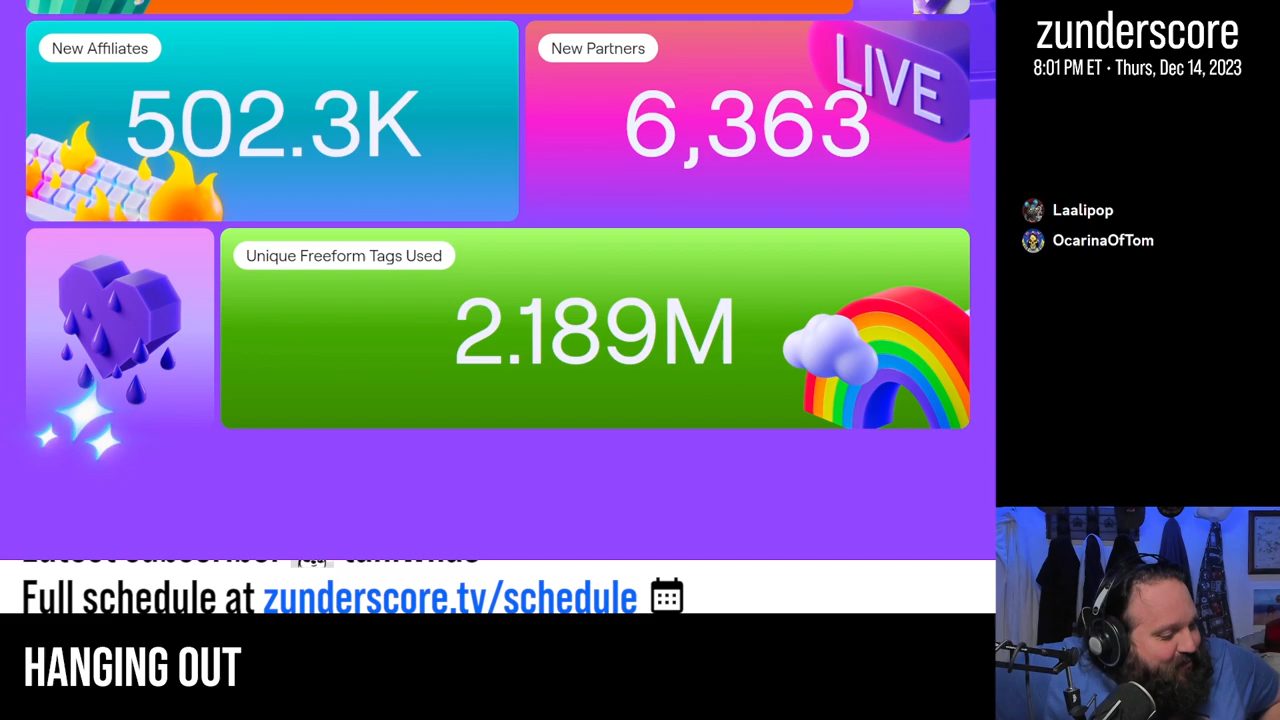 New Affiliates
502.3K
New Partners
6,363
LIVE
Unique Freeform Tags Used
2.189M
Full schedule at zunderscore.tv/schedule
HANGING OUT
zunderscore
8:01 PM ET • Thurs, Dec 14, 2023
Laalipop
OcarinaOfTom